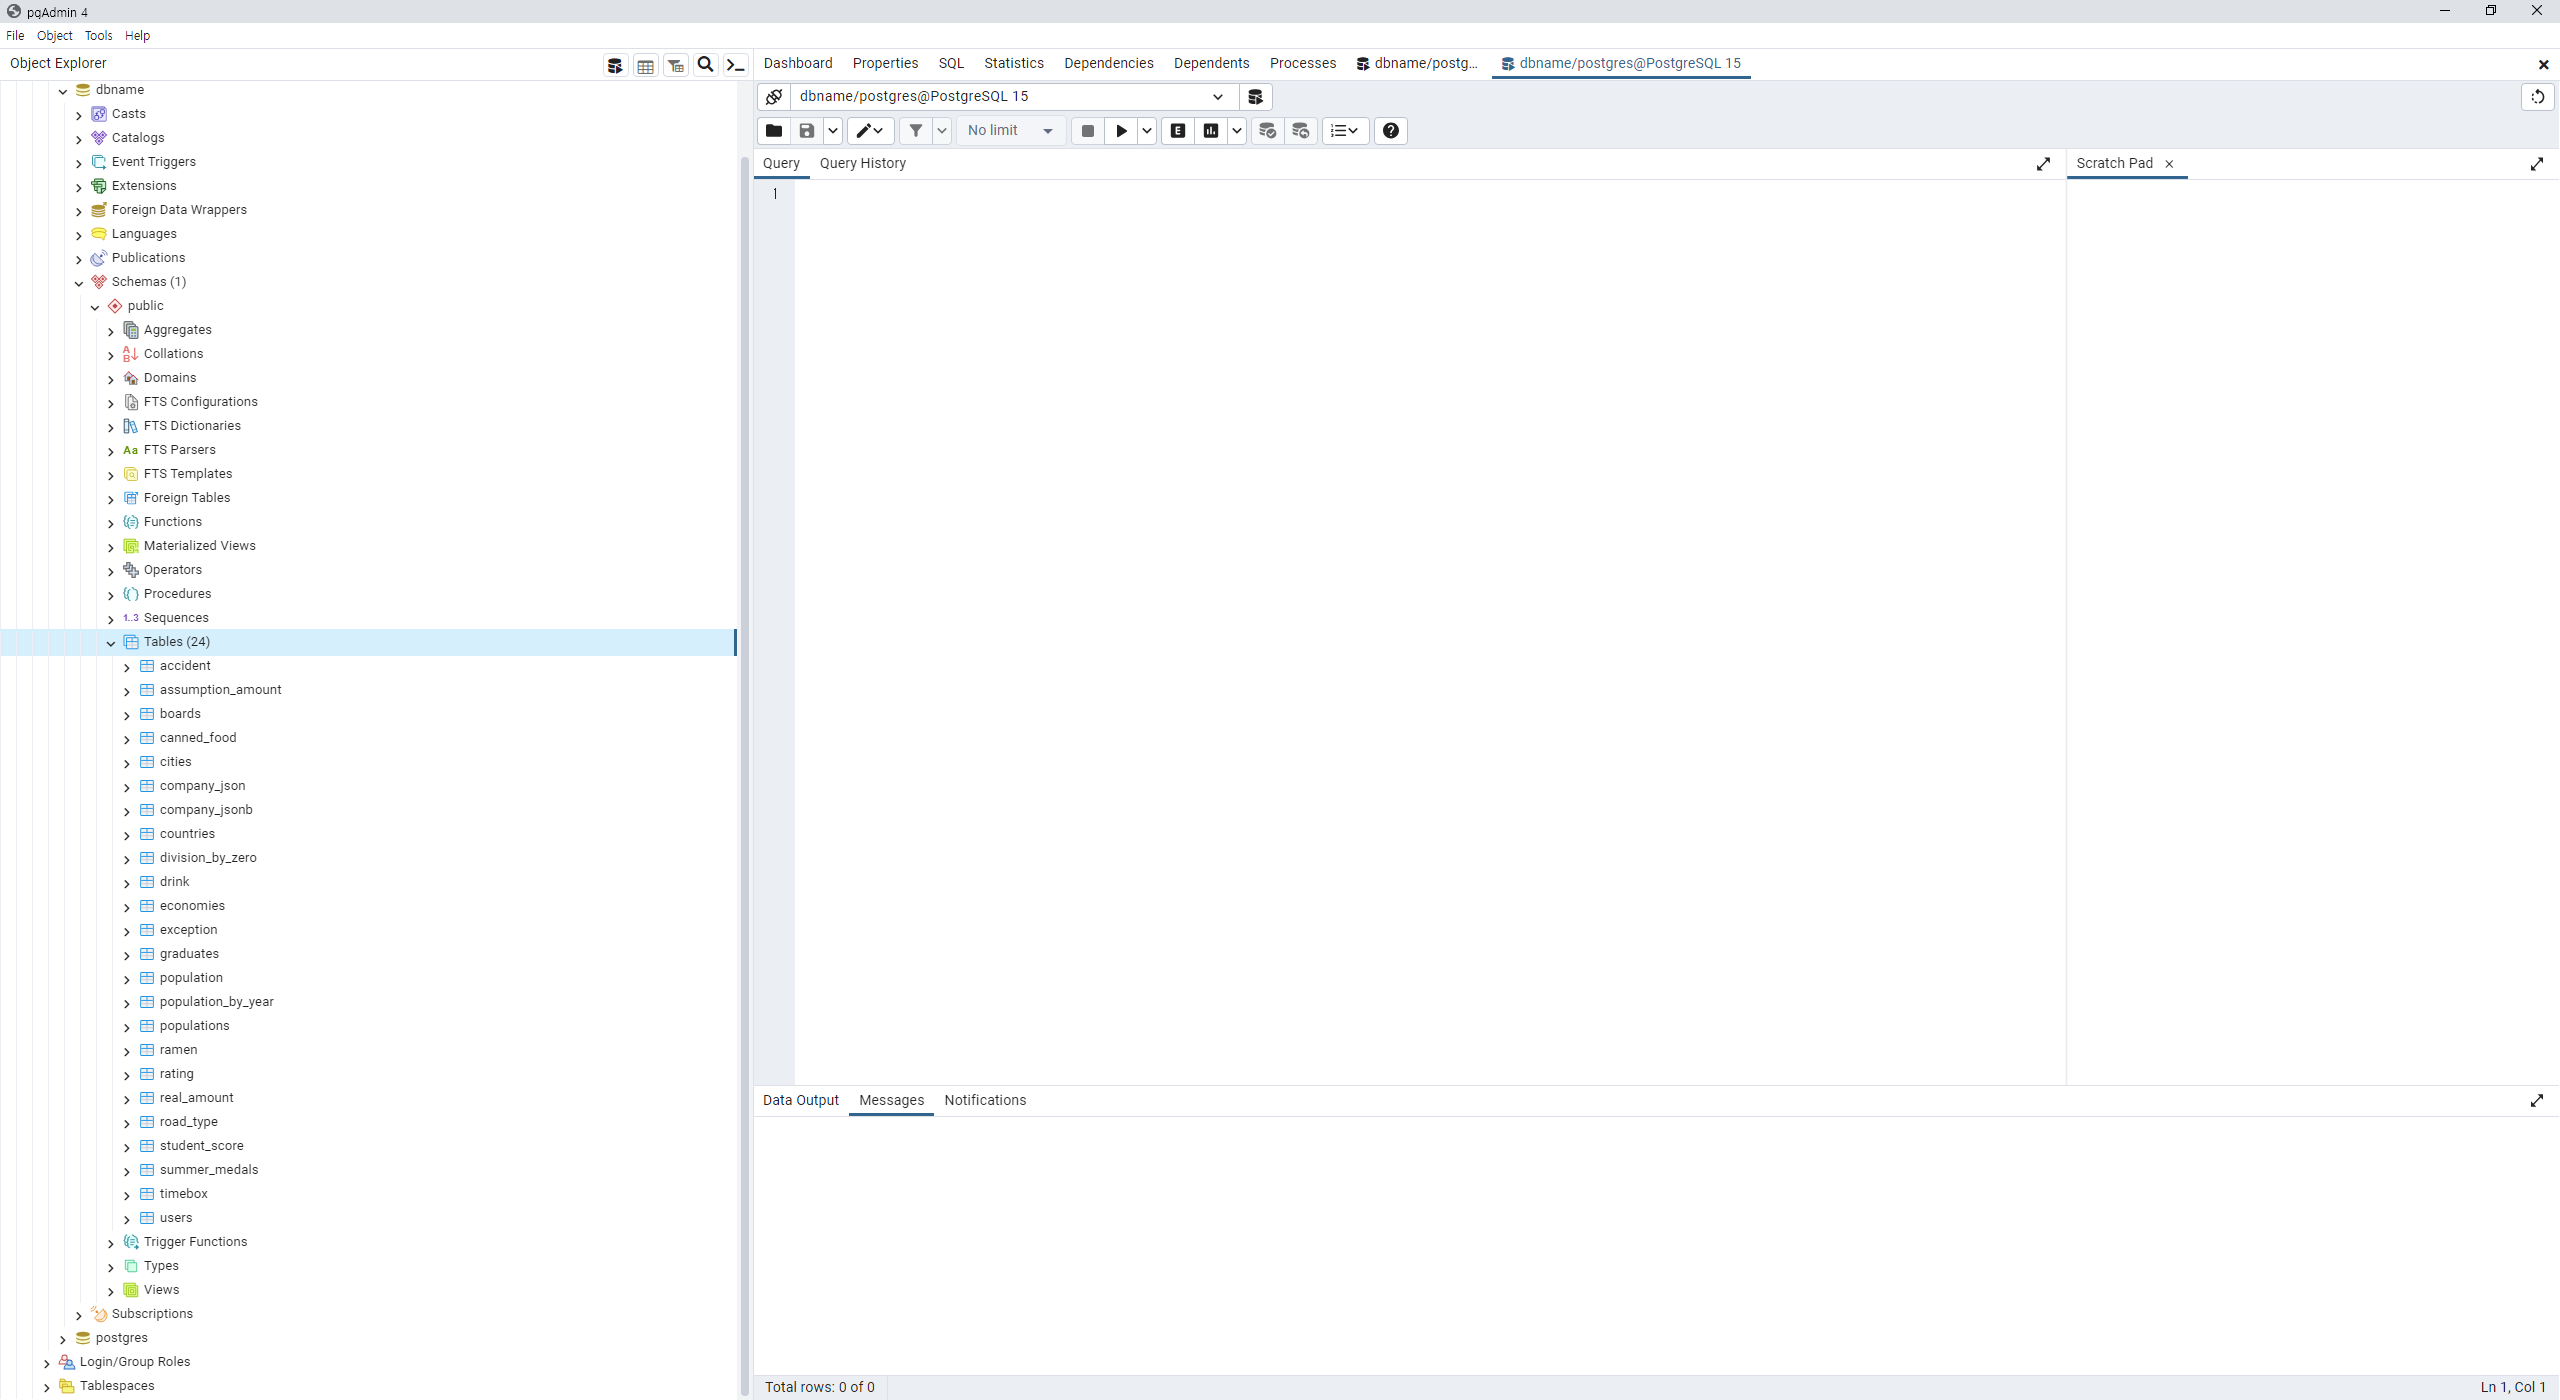 pgAdmin 4
File Object Tools Help
Object Explorer
Dashboard Properties SQL Statistics Dependencies Dependents Processes dbname/postg... dbname/postgres@PostgreSQL 15
dbname/postgres@PostgreSQL 15
No limit
Query Query History
Scratch Pad
1
dbname
Casts
Catalogs
Event Triggers
Extensions
Foreign Data Wrappers
Languages
Publications
Schemas (1)
public
Aggregates
Collations
Domains
FTS Configurations
FTS Dictionaries
Aa FTS Parsers
FTS Templates
Foreign Tables
Functions
Materialized Views
Operators
Procedures
1..3 Sequences
Tables (24)
accident
assumption_amount
boards
canned_food
cities
company_json
company_jsonb
countries
division_by_zero
drink
economies
exception
graduates
population
population_by_year
populations
ramen
rating
real_amount
road_type
student_score
summer_medals
timebox
users
Trigger Functions
Types
Views
Subscriptions
postgres
Login/Group Roles
Tablespaces
Data Output Messages Notifications
Total rows: 0 of 0
Ln 1, Col 1